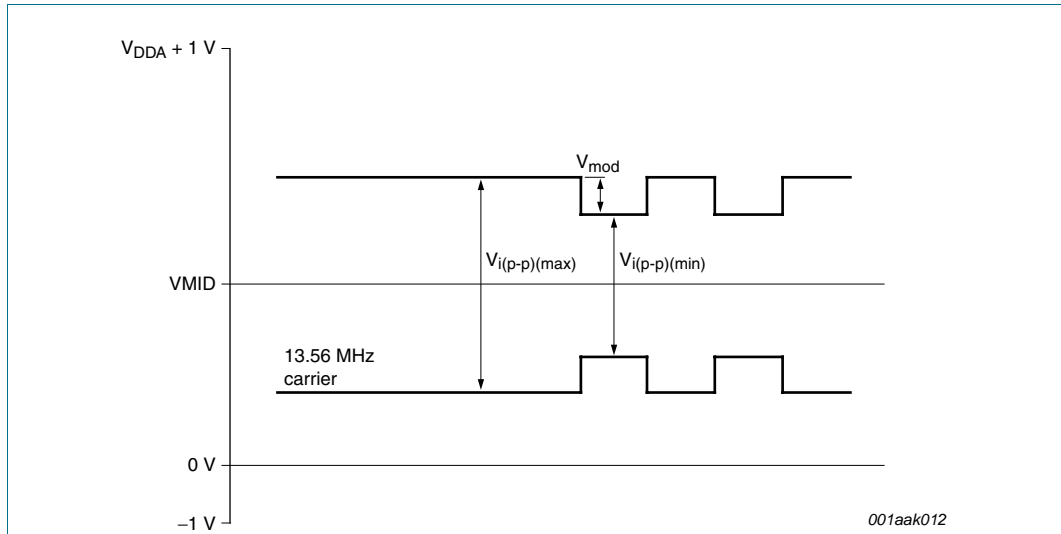 V_DDA + 1 V
V_mod
V_i(p-p)(max)
V_i(p-p)(min)
VMID
13.56 MHz
carrier
0 V
−1 V
001aak012